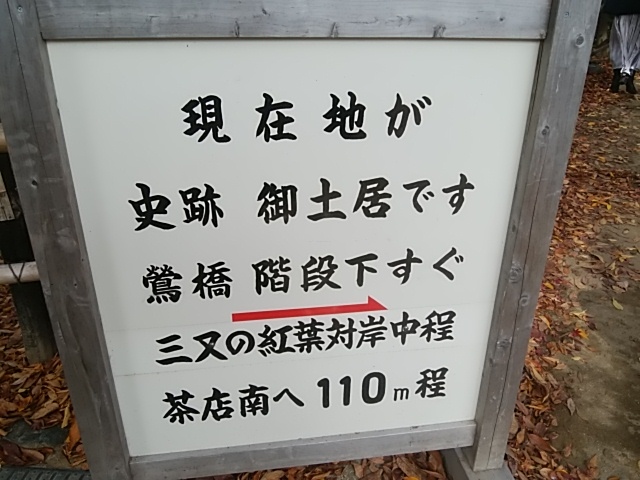 現在地が
史跡 御土居です
鶯橋 階段下すぐ
三又の紅葉対岸中程
茶店南へ110m程